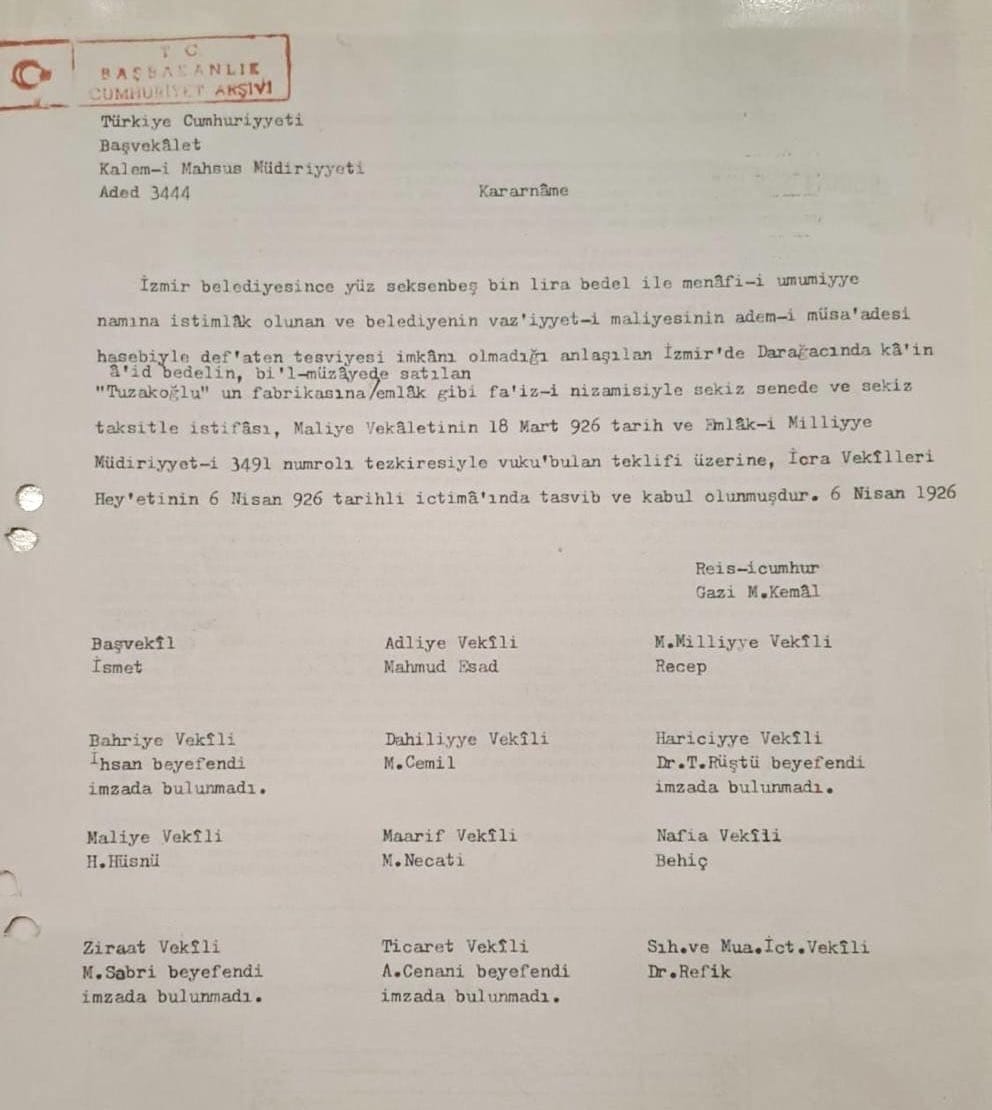 T C
BAŞBAKANLIK
CUMHURİYET ARŞİVİ
Türkiye Cumhuriyyeti
Başvekâlet
Kalem-i Mahsus Müdiriyyeti
Aded 3444 Kararnâme
İzmir belediyesince yüz seksenbeş bin lira bedel ile menâfi-i umumiyye
namına istimlâk olunan ve belediyenin vaz'iyyet-i maliyesinin adem-i müsa'adesi
hasebiyle def'aten tesviyesi imkânı olmadığı anlaşılan İzmir'de Darağacında kâ'in
â'id bedelin, bi'l-müzâyede satılan
"Tuzakoğlu" un fabrikasına/emlâk gibi fa'iz-i nizamisiyle sekiz senede ve sekiz
taksitle istifâsı, Maliye Vekâletinin 18 Mart 926 tarih ve Emlâk-i Milliyye
Müdiriyyet-i 3491 numrolı tezkiresiyle vuku'bulan teklifi üzerine, İcra Vekîlleri
Hey'etinin 6 Nisan 926 tarihli ictimâ'ında tasvib ve kabul olunmuşdur. 6 Nisan 1926
Reis-icumhur
Gazi M.Kemâl
Başvekîl Adliye Vekîli M.Milliyye Vekîli
İsmet Mahmud Esad Recep
Bahriye Vekîli Dahiliyye Vekîli Hariciyye Vekîli
İhsan beyefendi M.Cemil Dr.T.Rüştü beyefendi
imzada bulunmadı. imzada bulunmadı.
Maliye Vekîli Maarif Vekîli Nafia Vekîli
H.Hüsnü M.Necati Behiç
Ziraat Vekîli Ticaret Vekîli Sıh.ve Mua.İct.Vekîli
M.Sabri beyefendi A.Cenani beyefendi Dr.Refik
imzada bulunmadı. imzada bulunmadı.